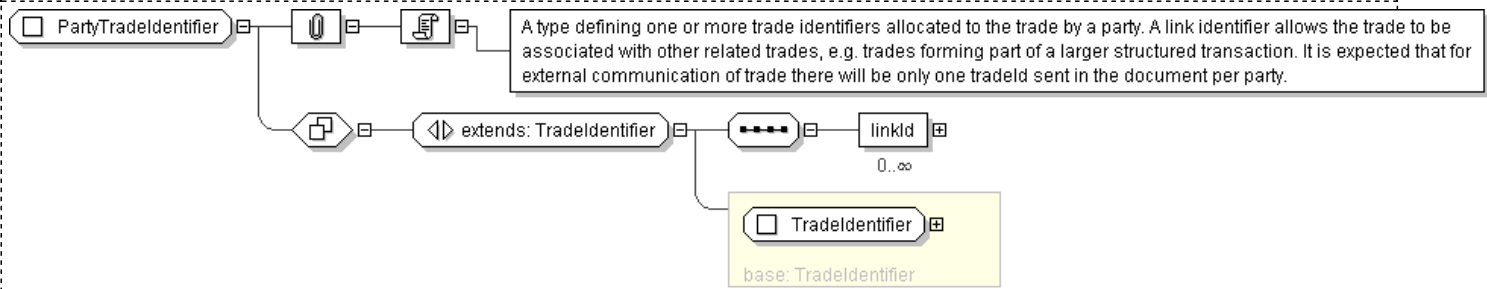 PartyTradeIdentifier
A type defining one or more trade identifiers allocated to the trade by a party. A link identifier allows the trade to be
associated with other related trades, e.g. trades forming part of a larger structured transaction. It is expected that for
external communication of trade there will be only one tradeId sent in the document per party.
extends: TradeIdentifier
linkId
0..∞
TradeIdentifier
base: TradeIdentifier